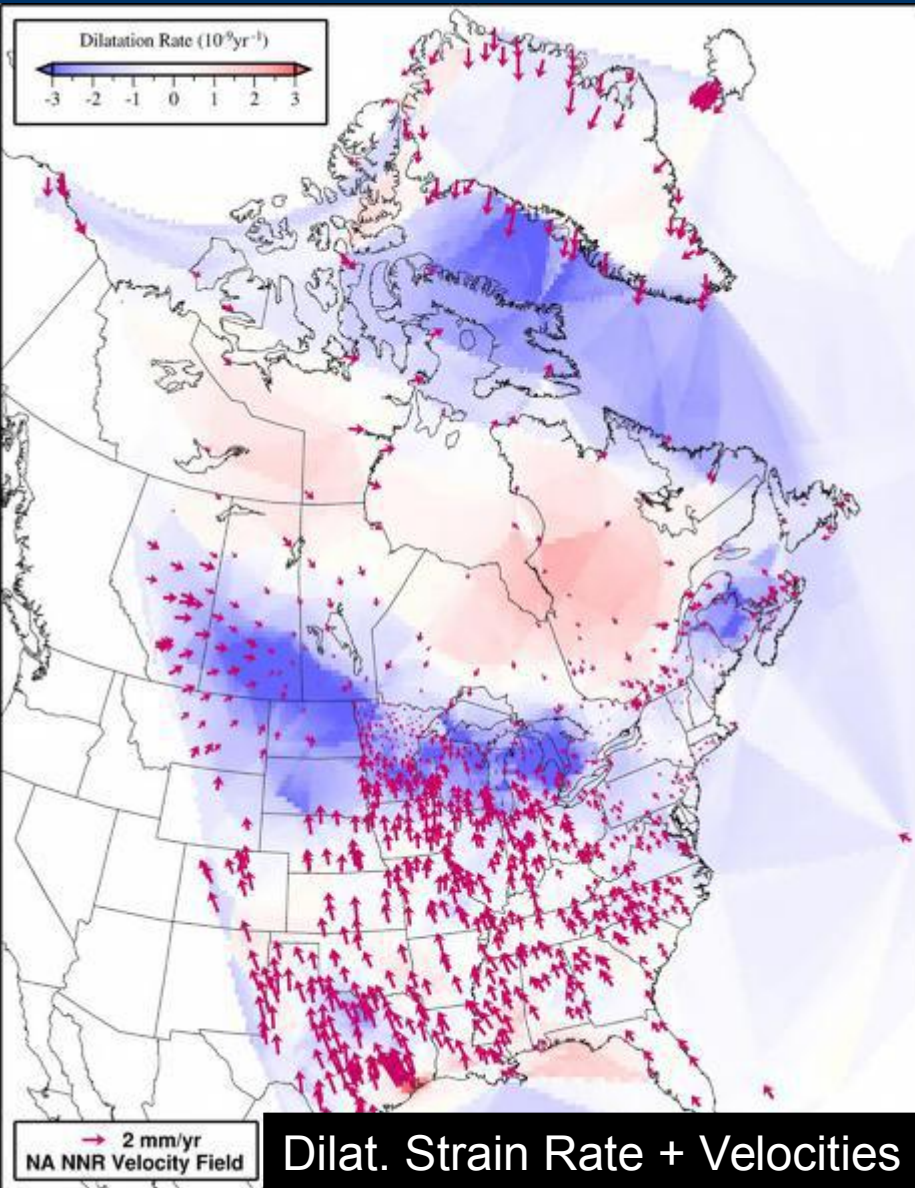 Dilatation Rate (10⁻⁹yr⁻¹)
-3 -2 -1 0 1 2 3
2 mm/yr
NA NNR Velocity Field
Dilat. Strain Rate + Velocities